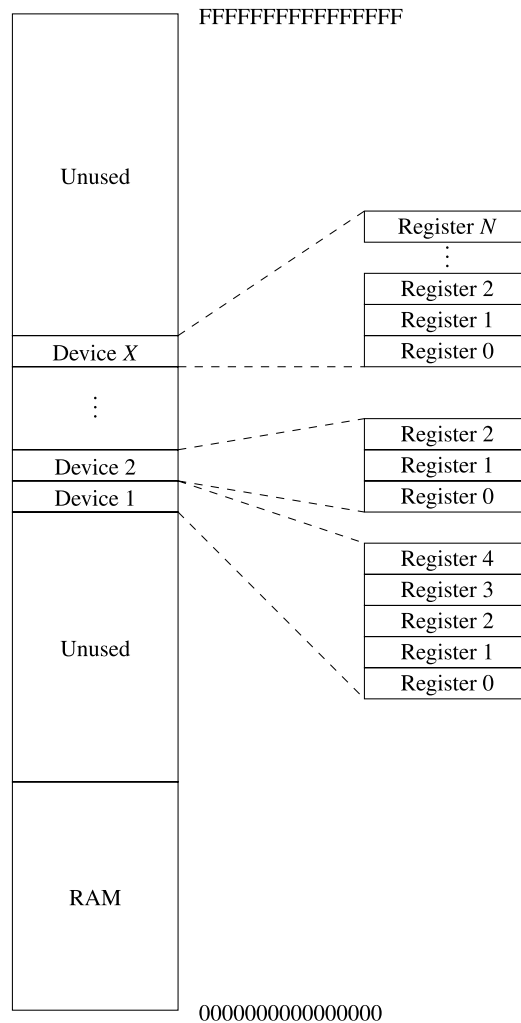 FFFFFFFFFFFFFFFF
Unused
Register N
⋮
Register 2
Register 1
Device X
Register 0
⋮
Register 2
Device 2
Register 1
Device 1
Register 0
Register 4
Register 3
Register 2
Unused
Register 1
Register 0
RAM
0000000000000000